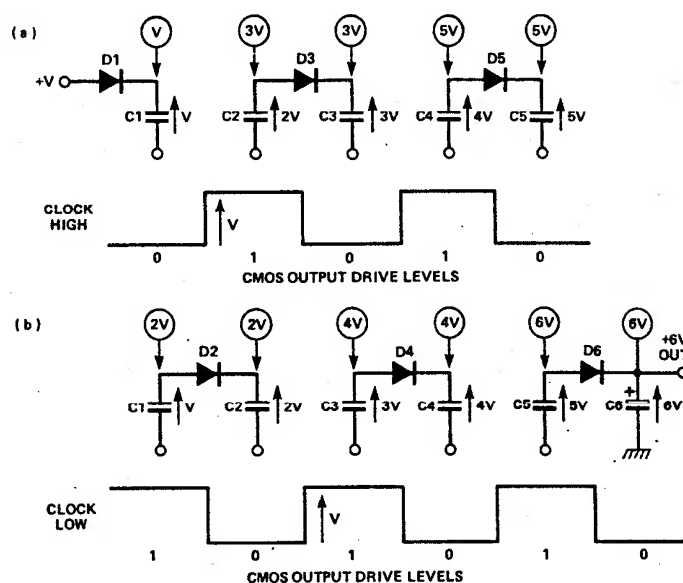 (a)
V 3V 3V 5V 5V
D1 D3 D5
+V
C1 V C2 2V C3 3V C4 4V C5 5V
CLOCK
HIGH
V
0 1 0 1 0
CMOS OUTPUT DRIVE LEVELS
(b)
2V 2V 4V 4V 6V 6V
D2 D4 D6 +6V
OUT
+
C1 V C2 2V C3 3V C4 4V C5 5V C6 6V
CLOCK
LOW
V
1 0 1 0 1 0
CMOS OUTPUT DRIVE LEVELS